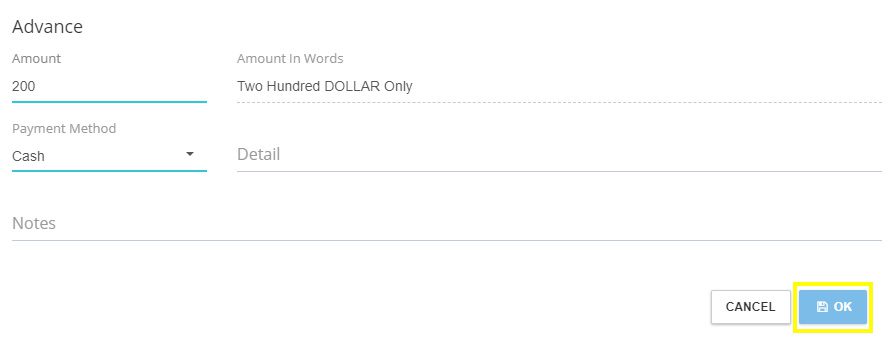 Advance
Amount
Amount In Words
200
Two Hundred DOLLAR Only
Payment Method
Cash
Detail
Notes
CANCEL
OK